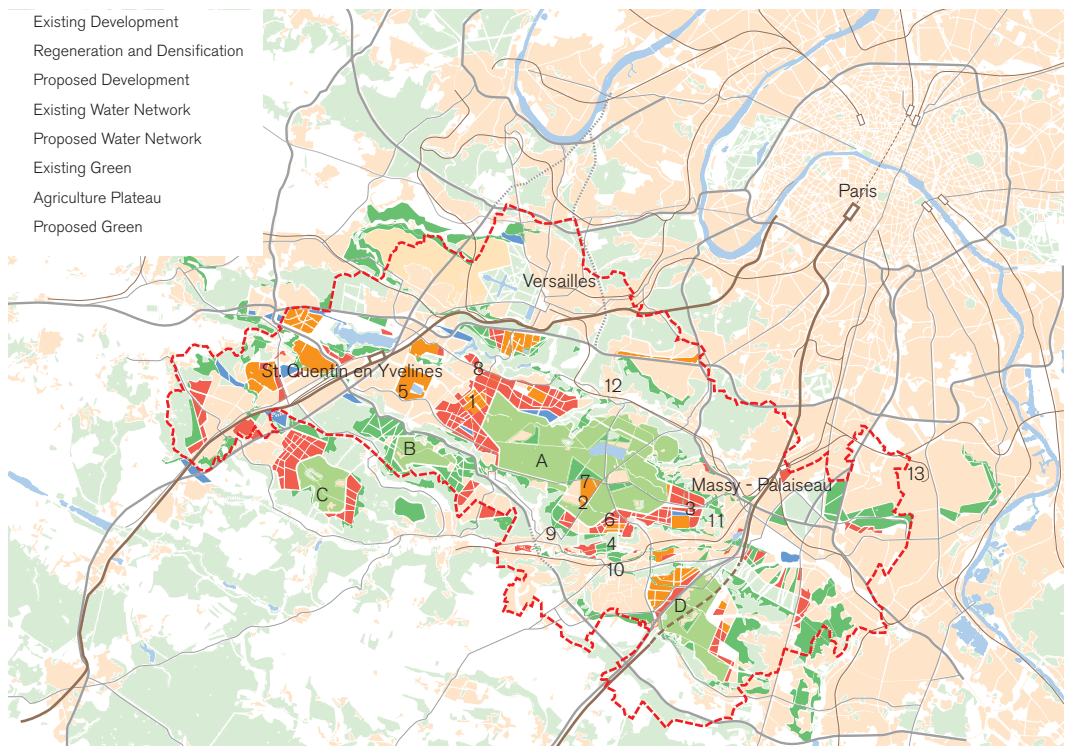 Existing Development
Regeneration and Densification
Proposed Development
Existing Water Network
Proposed Water Network
Existing Green
Agriculture Plateau
Proposed Green
Paris
Versailles
St. Quentin en Yvelines
8
12
5
1
B
A
C
7
2
Massy - Palaiseau
13
3
6
11
9
4
10
D